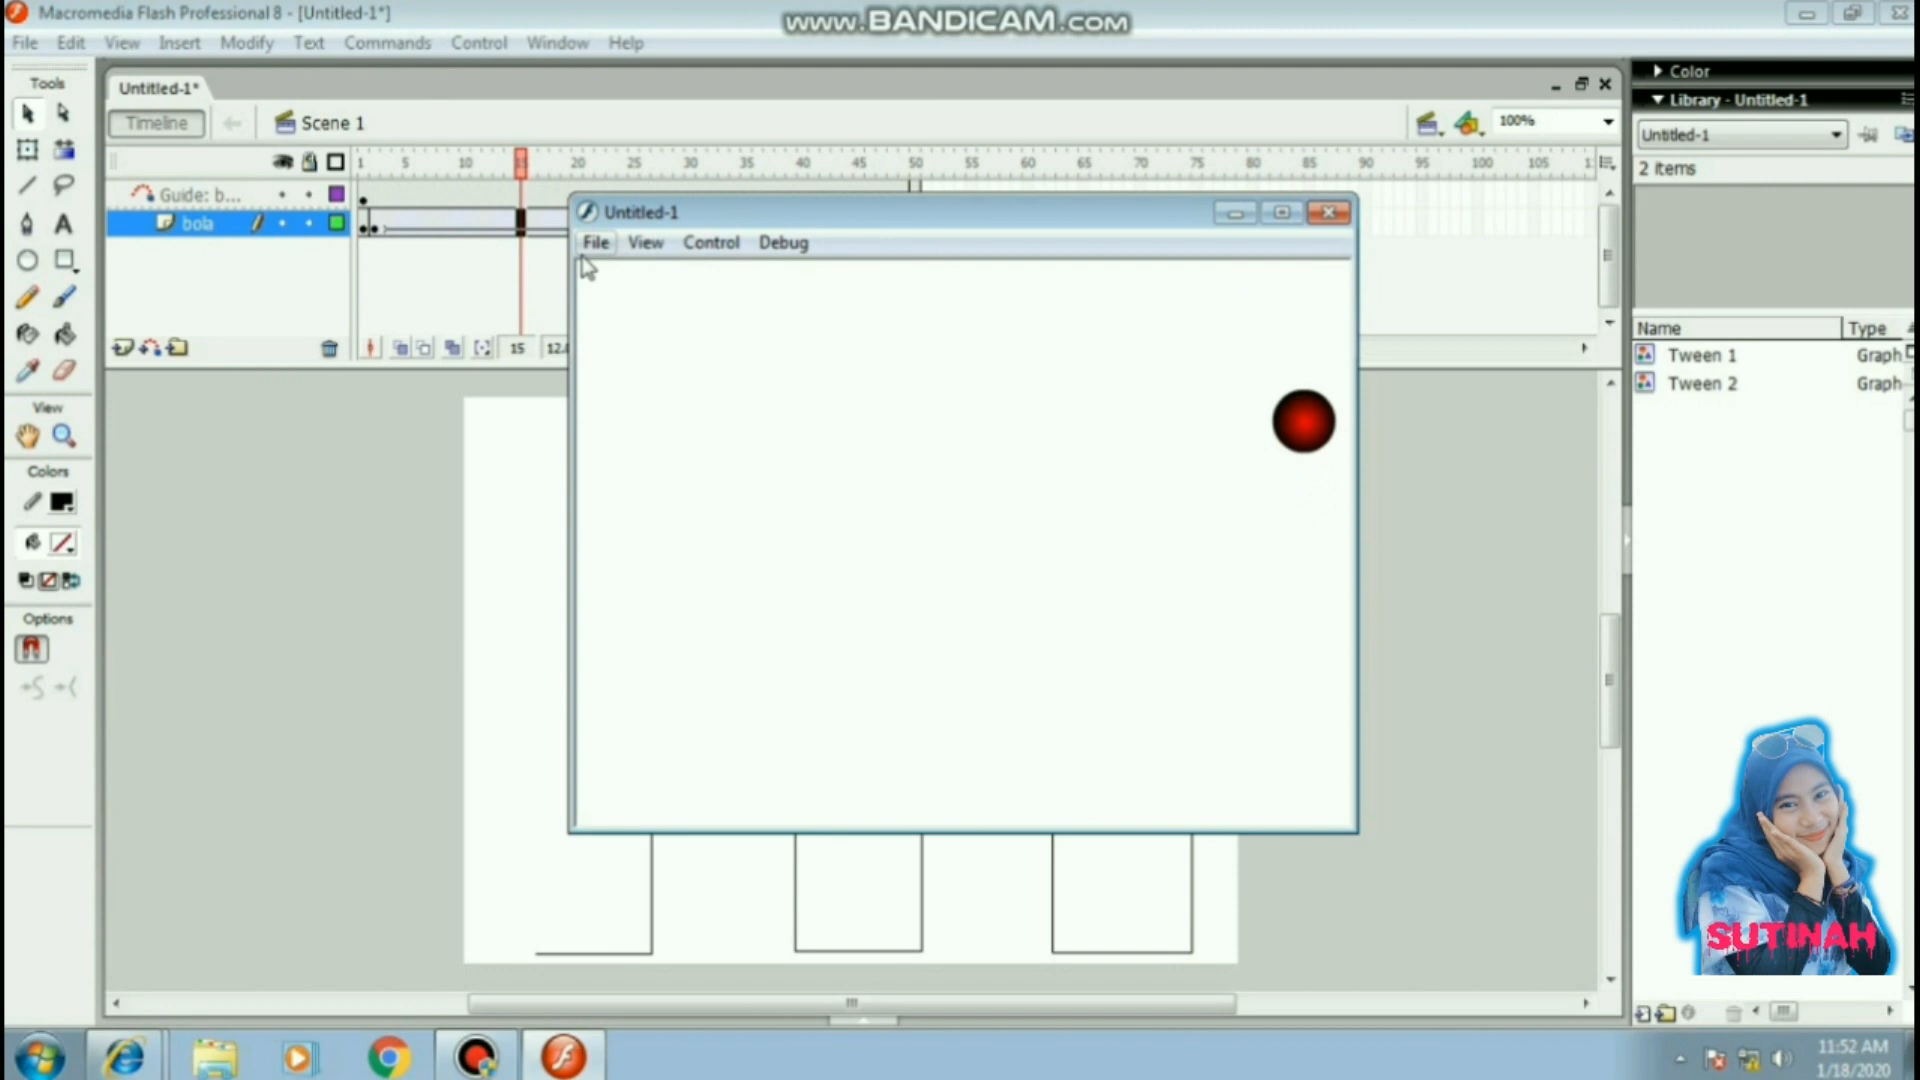 Macromedia Flash Professional 8 - [Untitled-1*]
www.BANDICAM.com
File Edit View Insert Modify Text Commands Control Window Help
Tools
Untitled-1*
Timeline
Scene 1
100%
1 5 10 15 20 25 30 35 40 45 50 55 60 65 70 75 80 85 90 95 100 105
Guide: b...
bola
15
12.0
Untitled-1
File View Control Debug
View
Colors
Options
Color
Library - Untitled-1
Untitled-1
2 items
Name Type
Tween 1 Graph
Tween 2 Graph
SUTINAH
11:52 AM
1/18/2020